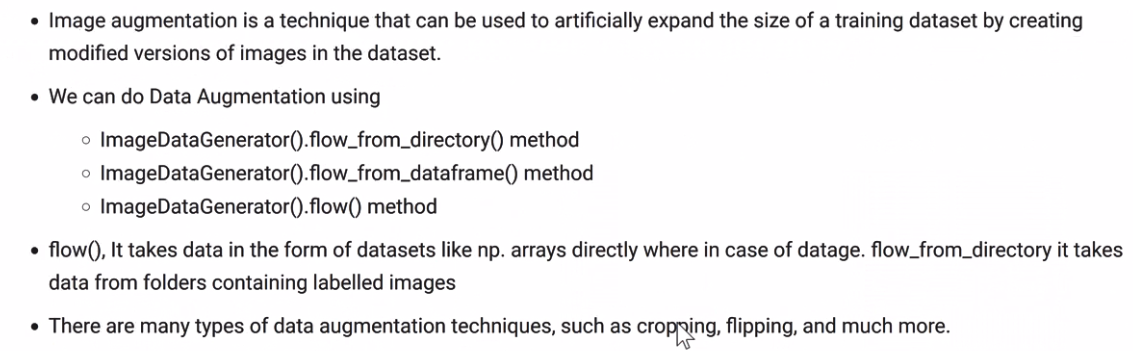 • Image augmentation is a technique that can be used to artificially expand the size of a training dataset by creating
modified versions of images in the dataset.
• We can do Data Augmentation using
◦ ImageDataGenerator().flow_from_directory() method
◦ ImageDataGenerator().flow_from_dataframe() method
◦ ImageDataGenerator().flow() method
• flow(), It takes data in the form of datasets like np. arrays directly where in case of datage. flow_from_directory it takes
data from folders containing labelled images
• There are many types of data augmentation techniques, such as cropping, flipping, and much more.